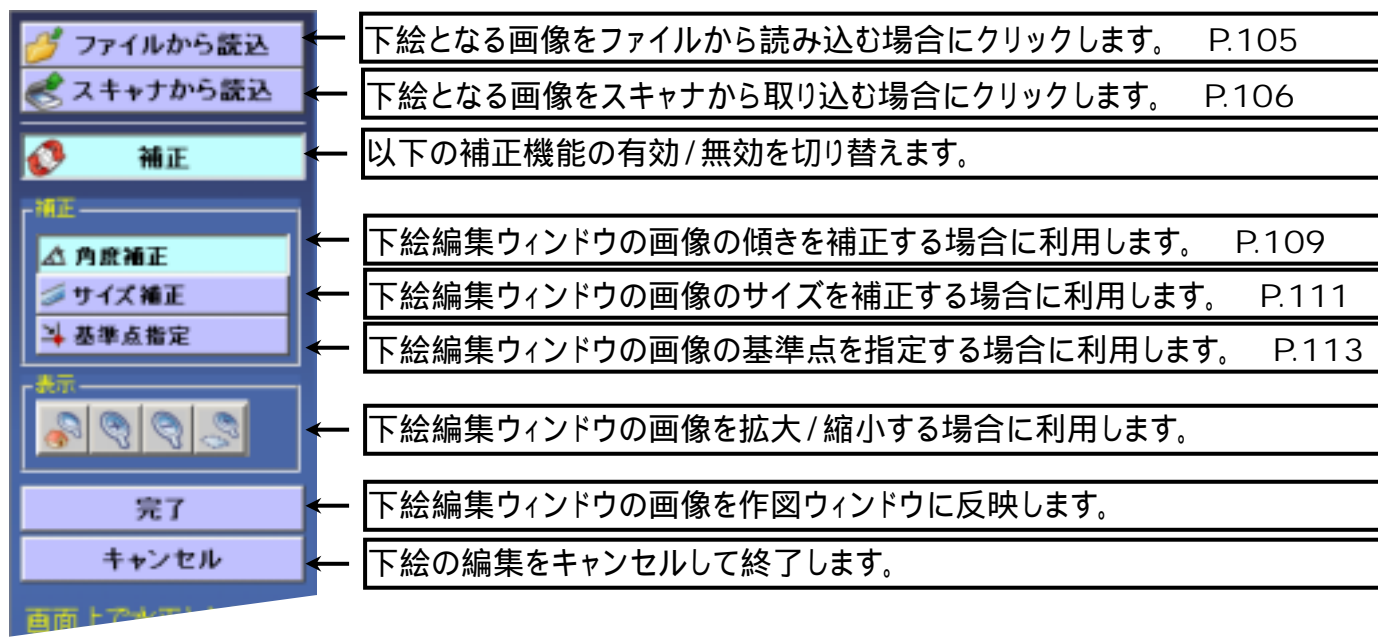 ファイルから読込
下絵となる画像をファイルから読み込む場合にクリックします。 P.105
スキャナから読込
下絵となる画像をスキャナから取り込む場合にクリックします。 P.106
補正
以下の補正機能の有効/無効を切り替えます。
補正
角度補正
下絵編集ウィンドウの画像の傾きを補正する場合に利用します。 P.109
サイズ補正
下絵編集ウィンドウの画像のサイズを補正する場合に利用します。 P.111
基準点指定
下絵編集ウィンドウの画像の基準点を指定する場合に利用します。 P.113
表示
下絵編集ウィンドウの画像を拡大/縮小する場合に利用します。
完了
下絵編集ウィンドウの画像を作図ウィンドウに反映します。
キャンセル
下絵の編集をキャンセルして終了します。
画面上で